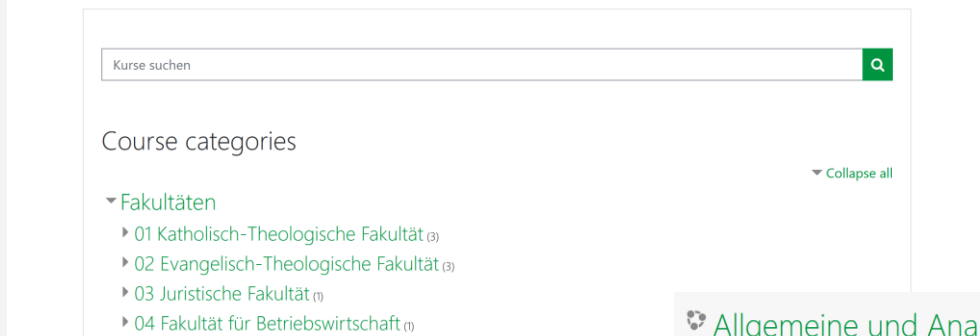 Kurse suchen
Course categories
Collapse all
Fakultäten
01 Katholisch-Theologische Fakultät (3)
02 Evangelisch-Theologische Fakultät (3)
03 Juristische Fakultät (1)
04 Fakultät für Betriebswirtschaft (1)
Allgemeine und Ana